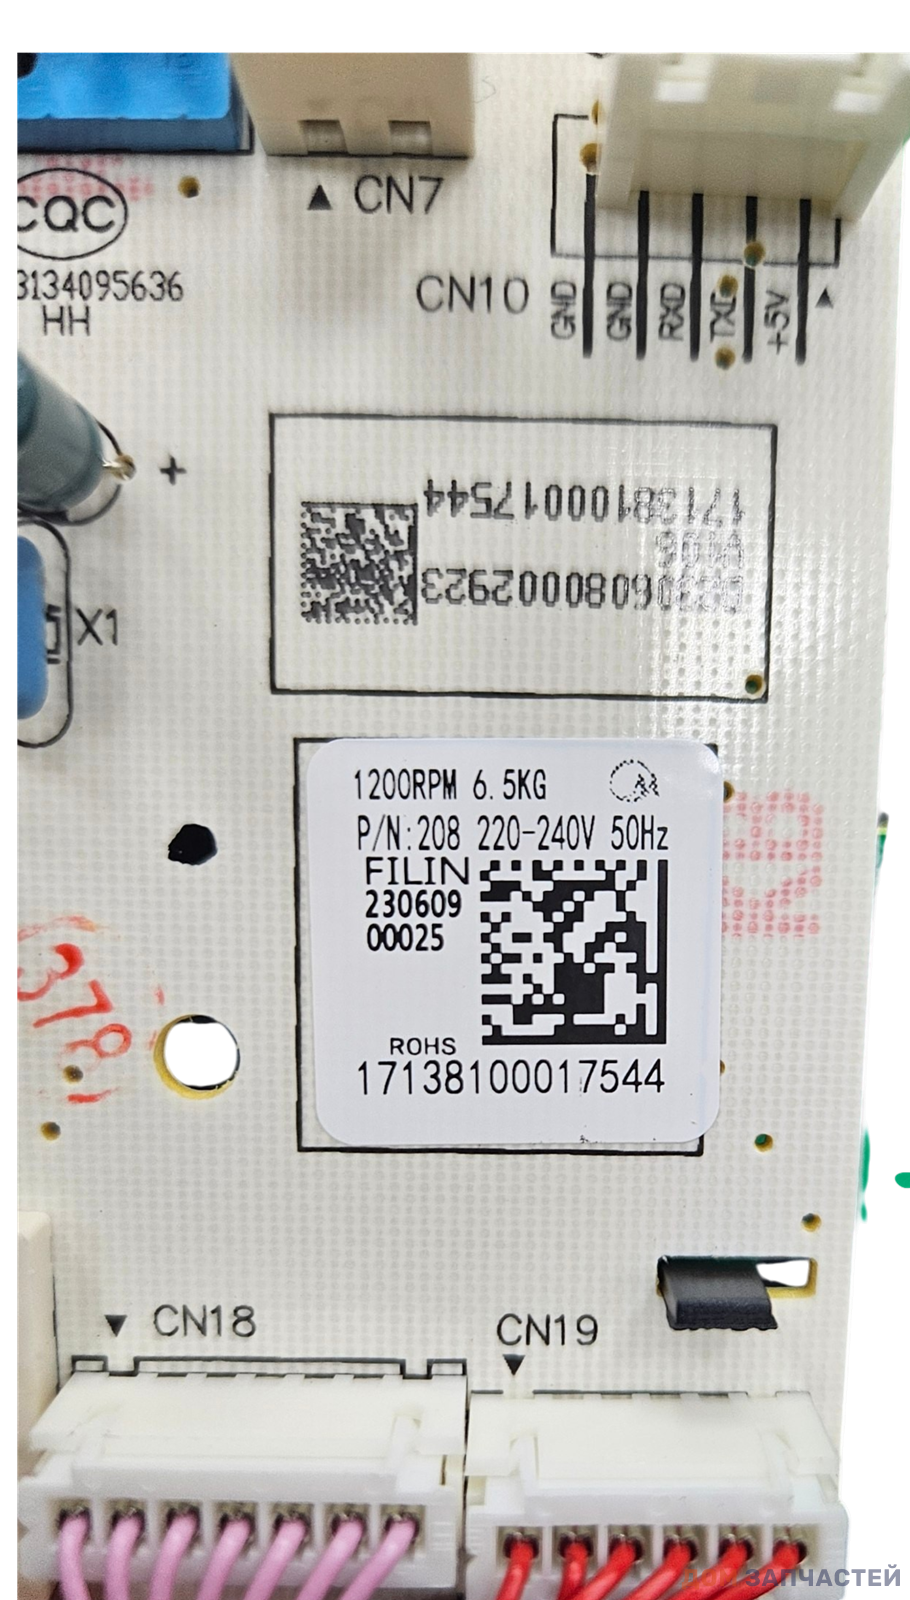 CN7
CQC
3134095636
HH
CN10
GND
GND
RXD
TXD
+5V
+
17138100017544
X1
1200RPM 6.5KG
P/N:208 220-240V 50Hz
FILIN
230609
00025
378
ROHS
17138100017544
CN18
CN19
ЗАПЧАСТЕЙ